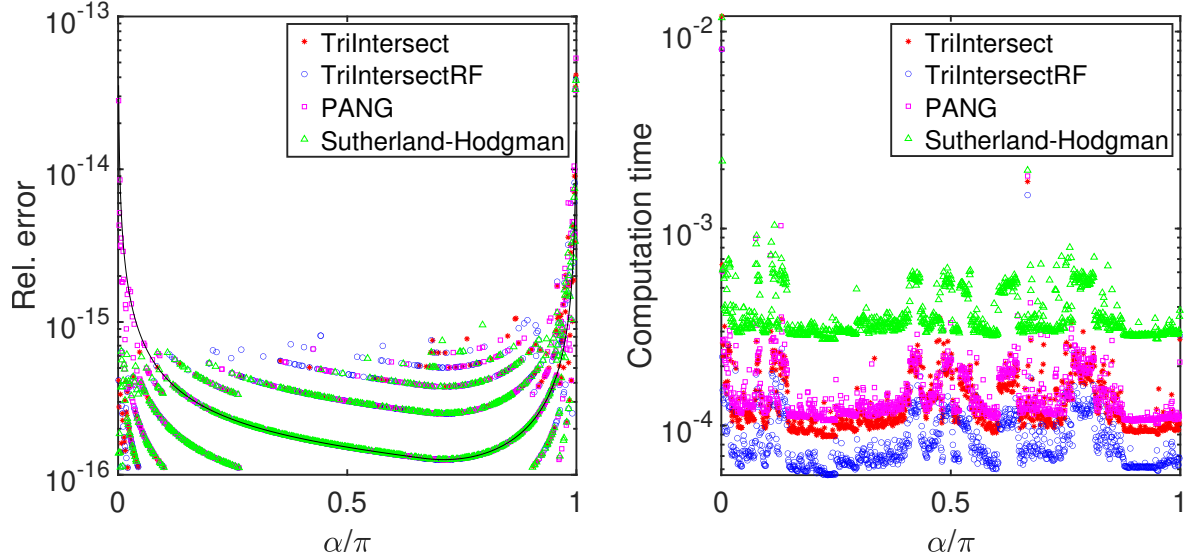 10^-13
10^-14
10^-15
10^-16
Rel. error
TriIntersect
TriIntersectRF
PANG
Sutherland-Hodgman
0
0.5
1
α/π
10^-2
10^-3
10^-4
Computation time
TriIntersect
TriIntersectRF
PANG
Sutherland-Hodgman
0
0.5
1
α/π